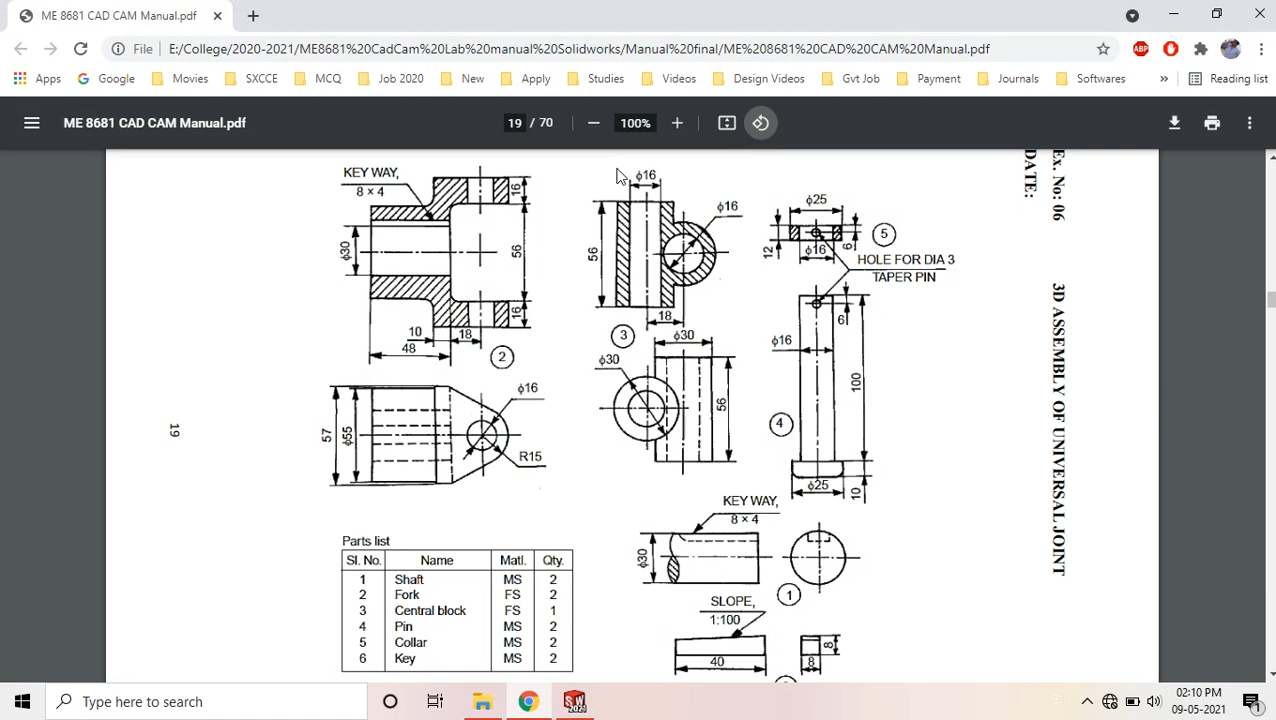 ME 8681 CAD CAM Manual.pdf
File
E:/College/2020-2021/ME8681%20CadCam%20Lab%20manual%20Solidworks/Manual%20final/ME%208681%20CAD%20CAM%20Manual.pdf
ABP
Apps Google Movies SXCCE MCQ Job 2020 New Apply Studies Videos Design Videos Gvt Job Payment Journals Softwares » Reading list
ME 8681 CAD CAM Manual.pdf
19 / 70 − 100% +
Ex. No: 06
DATE:
3D ASSEMBLY OF UNIVERSAL JOINT
19
KEY WAY,
8 × 4
ϕ30
16
56
16
10
18
48
2
57
ϕ55
ϕ16
R15
ϕ16
ϕ16
56
18
3
ϕ30
ϕ30
56
ϕ25
12
ϕ16
6
5
HOLE FOR DIA 3
TAPER PIN
6
ϕ16
100
4
ϕ25
10
KEY WAY,
8 × 4
ϕ30
1
SLOPE,
1:100
40
8
8
Parts list
Sl. No. Name Matl. Qty.
1 Shaft MS 2
2 Fork FS 2
3 Central block FS 1
4 Pin MS 2
5 Collar MS 2
6 Key MS 2
Type here to search
SW
2021
02:10 PM
09-05-2021
1